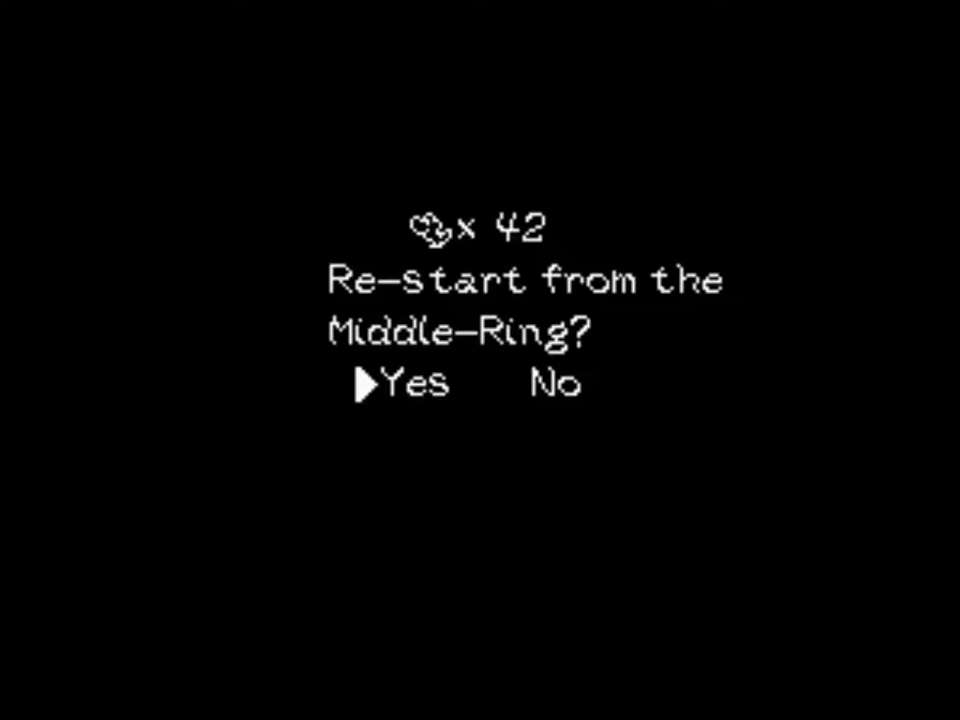 x 42
Re-start from the
Middle-Ring?
Yes No